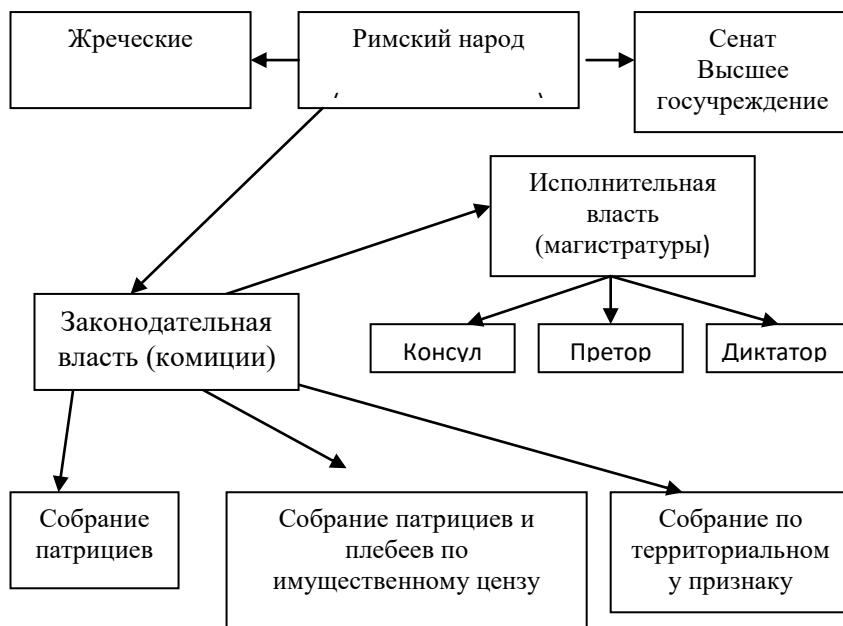 Жреческие
Римский народ
Сенат
Высшее
госучреждение
Исполнительная
власть
(магистратуры)
Законодательная
власть (комиции)
Консул
Претор
Диктатор
Собрание
патрициев
Собрание патрициев и
плебеев по
имущественному цензу
Собрание по
территориальном
у признаку